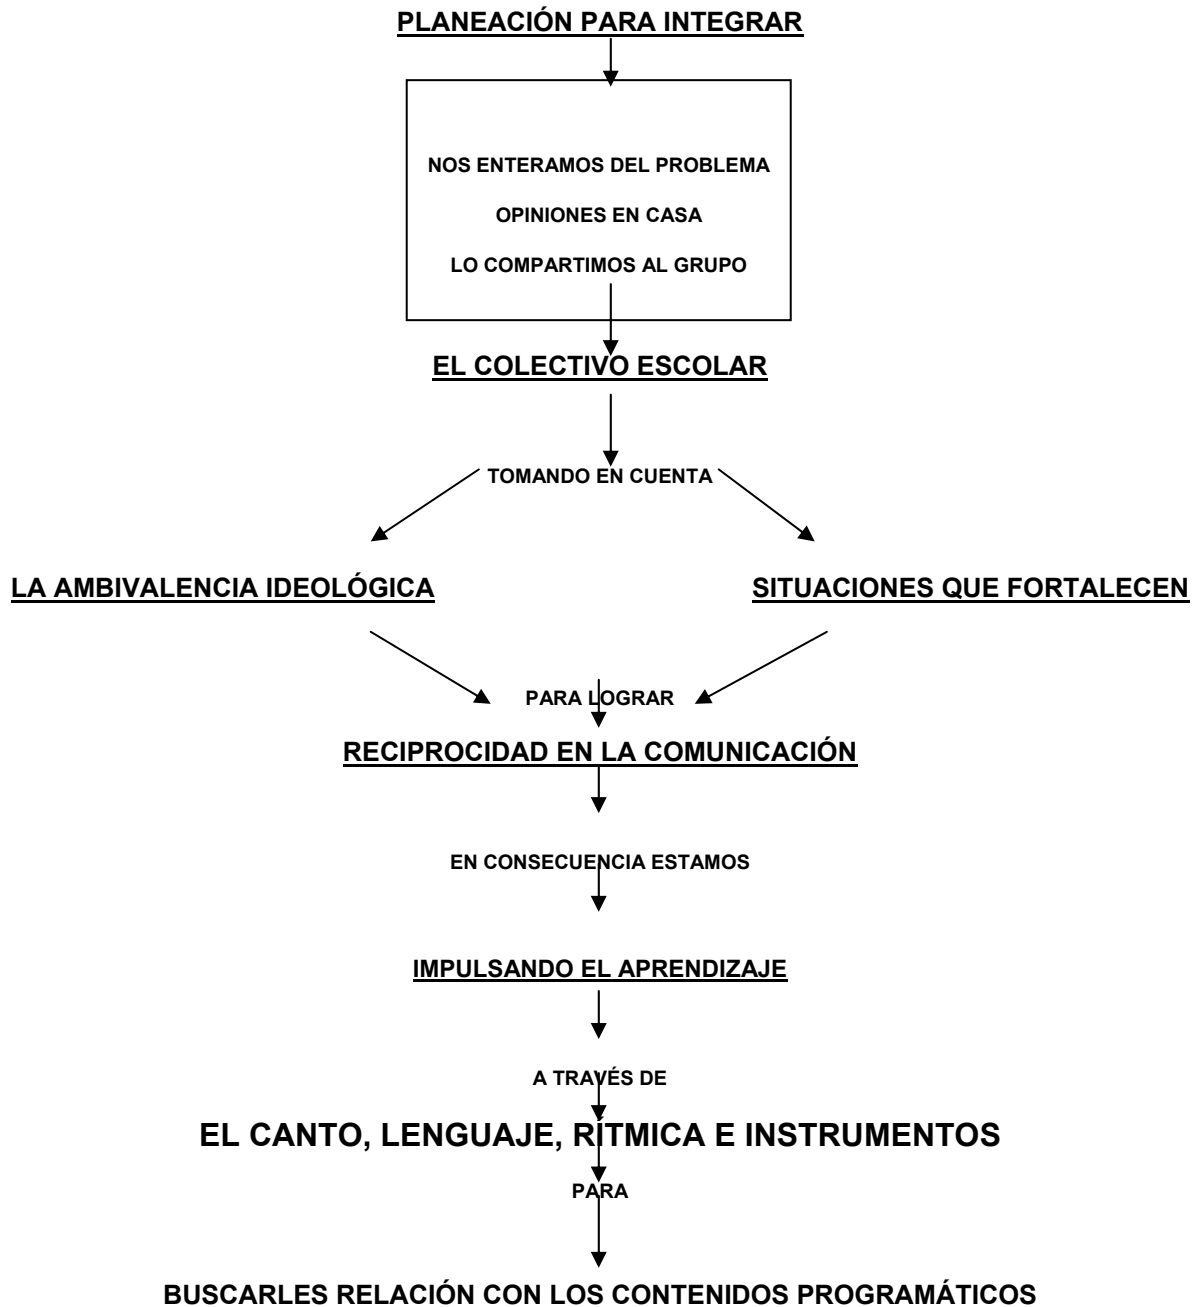 PLANEACIÓN PARA INTEGRAR
NOS ENTERAMOS DEL PROBLEMA
OPINIONES EN CASA
LO COMPARTIMOS AL GRUPO
EL COLECTIVO ESCOLAR
TOMANDO EN CUENTA
LA AMBIVALENCIA IDEOLÓGICA
SITUACIONES QUE FORTALECEN
PARA LOGRAR
RECIPROCIDAD EN LA COMUNICACIÓN
EN CONSECUENCIA ESTAMOS
IMPULSANDO EL APRENDIZAJE
A TRAVÉS DE
EL CANTO, LENGUAJE, RÍTMICA E INSTRUMENTOS
PARA
BUSCARLES RELACIÓN CON LOS CONTENIDOS PROGRAMÁTICOS